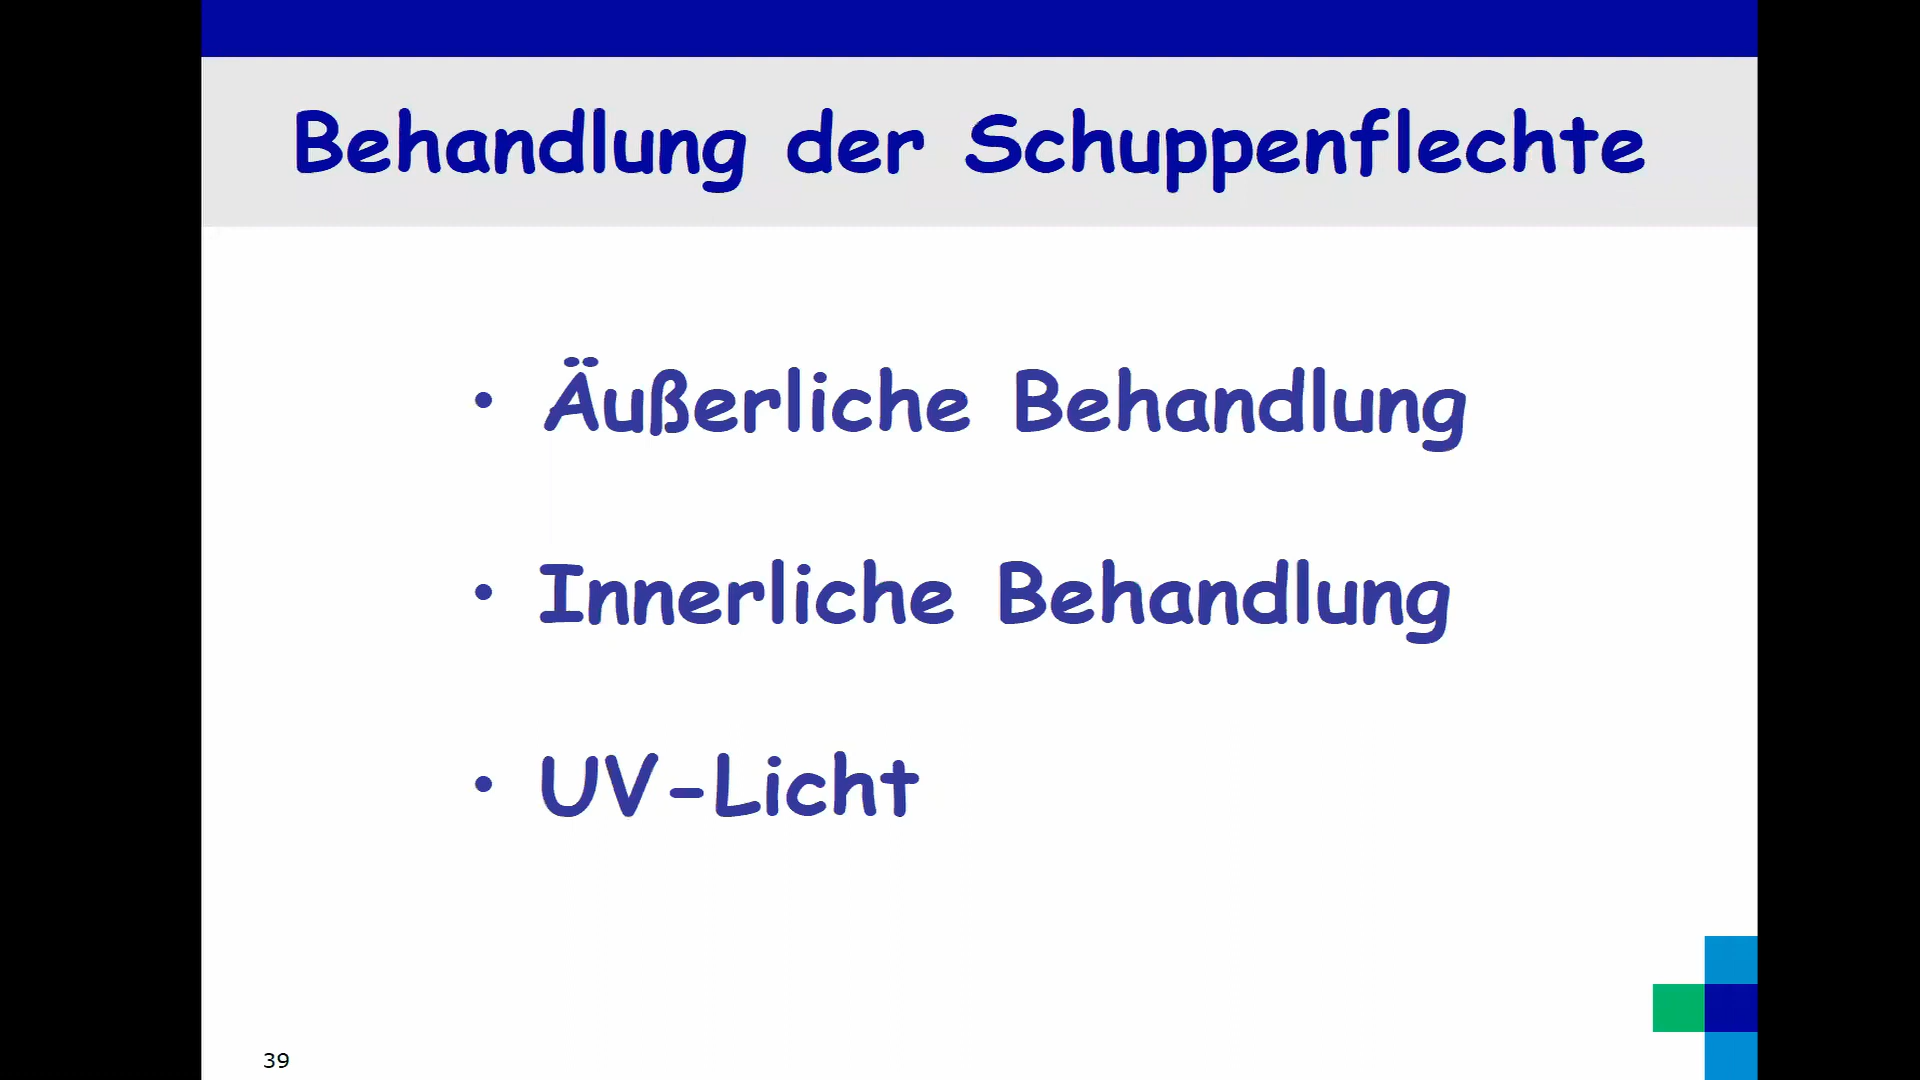 Behandlung der Schuppenflechte
• Äußerliche Behandlung
• Innerliche Behandlung
• UV-Licht
39